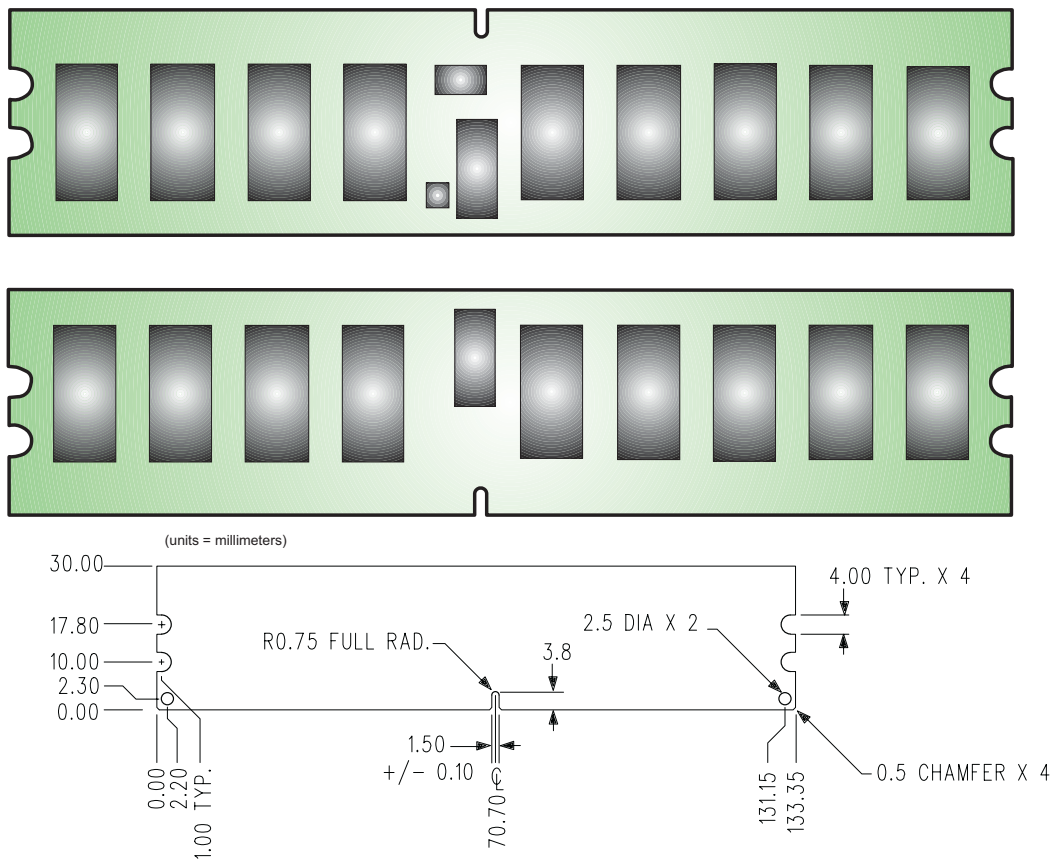 (units = millimeters)
30.00
17.80
10.00
2.30
0.00
R0.75 FULL RAD.
3.8
2.5 DIA X 2
4.00 TYP. X 4
1.50
+/- 0.10
℄
70.70
0.00
2.20
1.00 TYP.
131.15
133.35
0.5 CHAMFER X 4